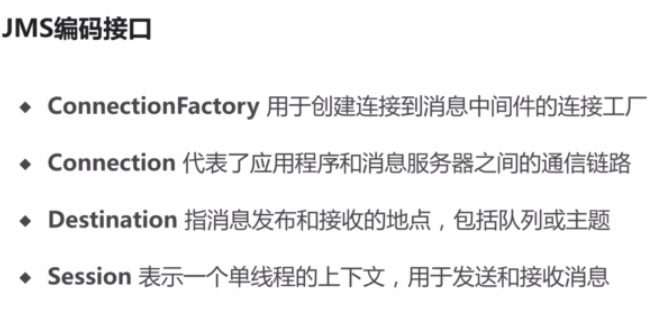 JMS编码接口
◆ ConnectionFactory 用于创建连接到消息中间件的连接工厂
◆ Connection 代表了应用程序和消息服务器之间的通信链路
◆ Destination 指消息发布和接收的地点，包括队列或主题
◆ Session 表示一个单线程的上下文，用于发送和接收消息